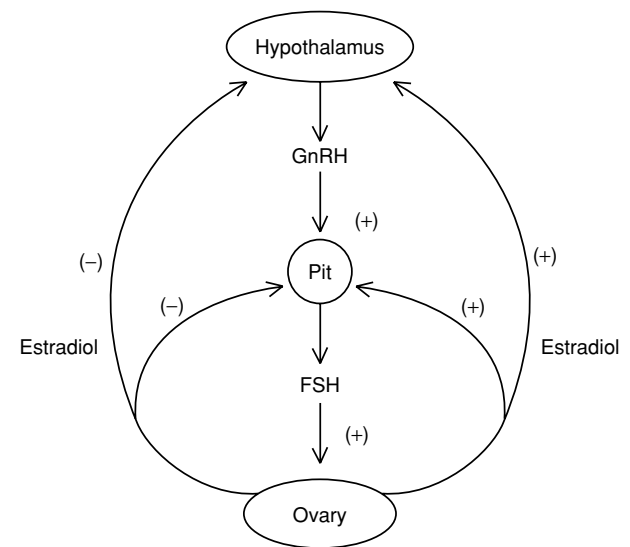 Hypothalamus
GnRH
(+)
(−)
(+)
Pit
(−)
(+)
Estradiol
Estradiol
FSH
(+)
Ovary